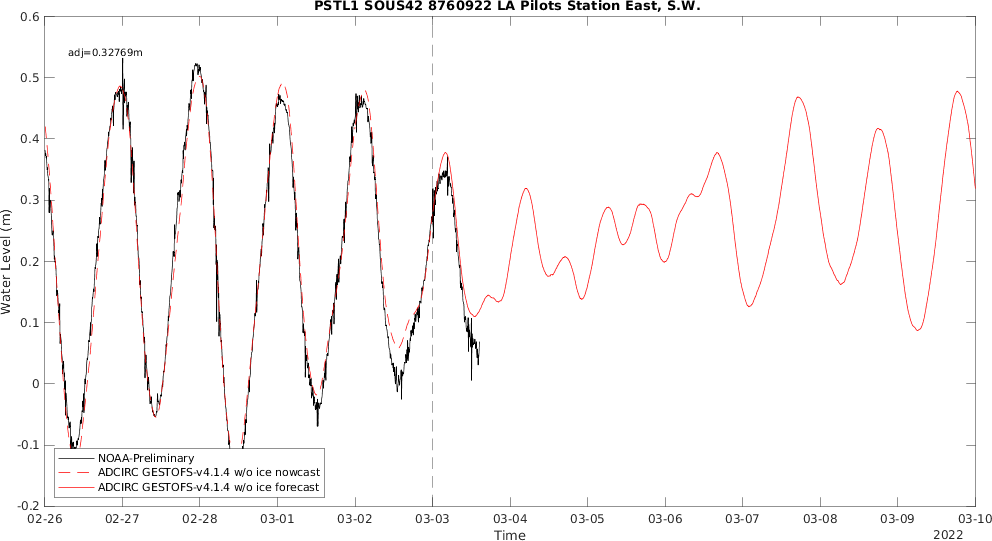 PSTL1 SOUS42 8760922 LA Pilots Station East, S.W.
adj=0.32769m
Water Level (m)
0.6
0.5
0.4
0.3
0.2
0.1
0
-0.1
-0.2
NOAA-Preliminary
ADCIRC GESTOFS-v4.1.4 w/o ice nowcast
ADCIRC GESTOFS-v4.1.4 w/o ice forecast
02-26 02-27 02-28 03-01 03-02 03-03 03-04 03-05 03-06 03-07 03-08 03-09 03-10
Time
2022